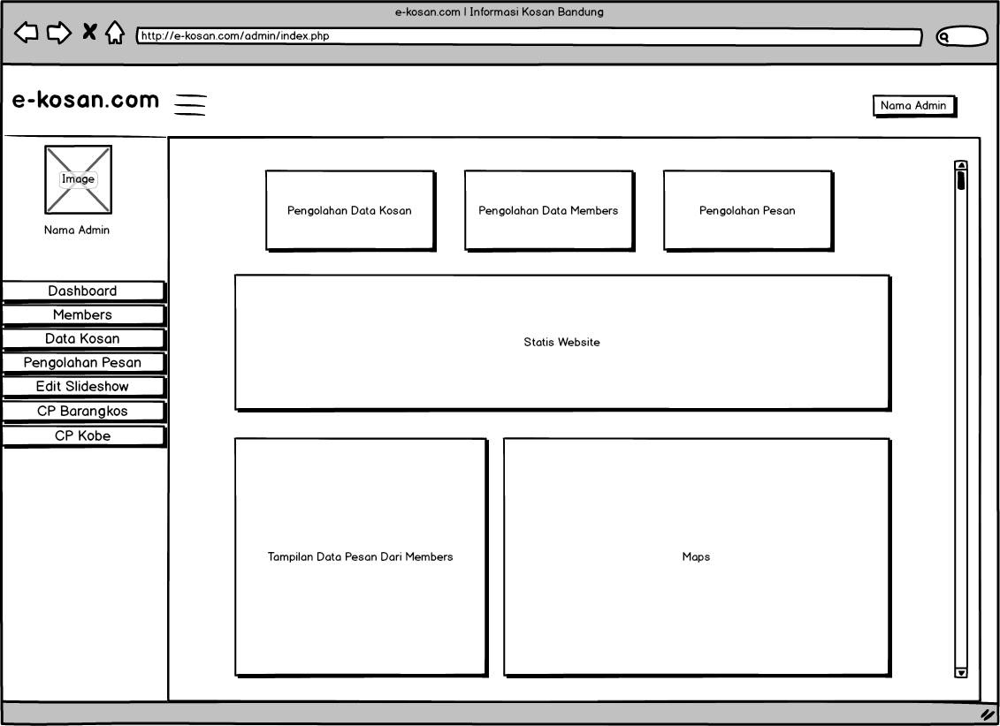 e-kosan.com | Informasi Kosan Bandung
http://e-kosan.com/admin/index.php
e-kosan.com
Nama Admin
Image
Nama Admin
Dashboard
Members
Data Kosan
Pengolahan Pesan
Edit Slideshow
CP Barangkos
CP Kobe
Pengolahan Data Kosan
Pengolahan Data Members
Pengolahan Pesan
Statis Website
Tampilan Data Pesan Dari Members
Maps